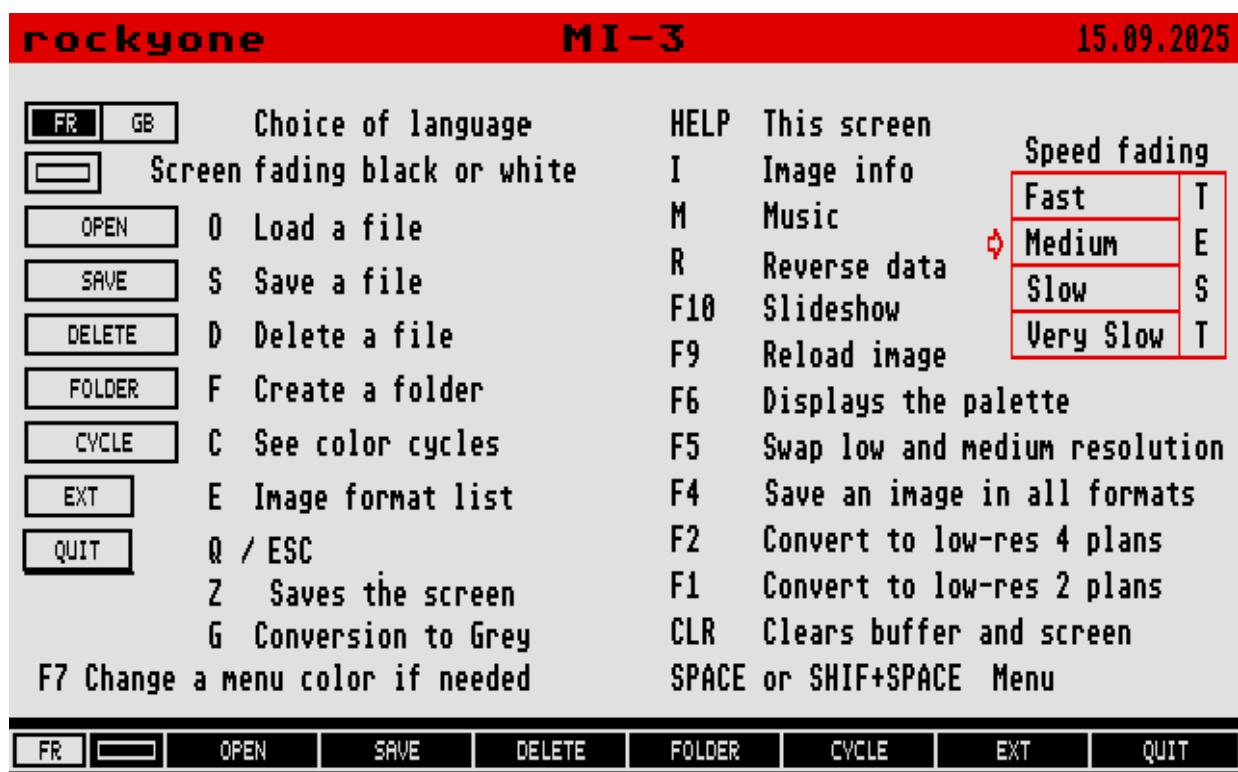 rockyone MI-3 15.09.2025
FR GB Choice of language
Screen fading black or white
OPEN O Load a file
SAVE S Save a file
DELETE D Delete a file
FOLDER F Create a folder
CYCLE C See color cycles
EXT E Image format list
QUIT Q / ESC
Z Saves the screen
G Conversion to Grey
F7 Change a menu color if needed
HELP This screen
I Image info
M Music
R Reverse data
F10 Slideshow
F9 Reload image
F6 Displays the palette
F5 Swap low and medium resolution
F4 Save an image in all formats
F2 Convert to low-res 4 plans
F1 Convert to low-res 2 plans
CLR Clears buffer and screen
SPACE or SHIF+SPACE Menu
Speed fading
Fast T
Medium E
Slow S
Very Slow T
FR OPEN SAVE DELETE FOLDER CYCLE EXT QUIT